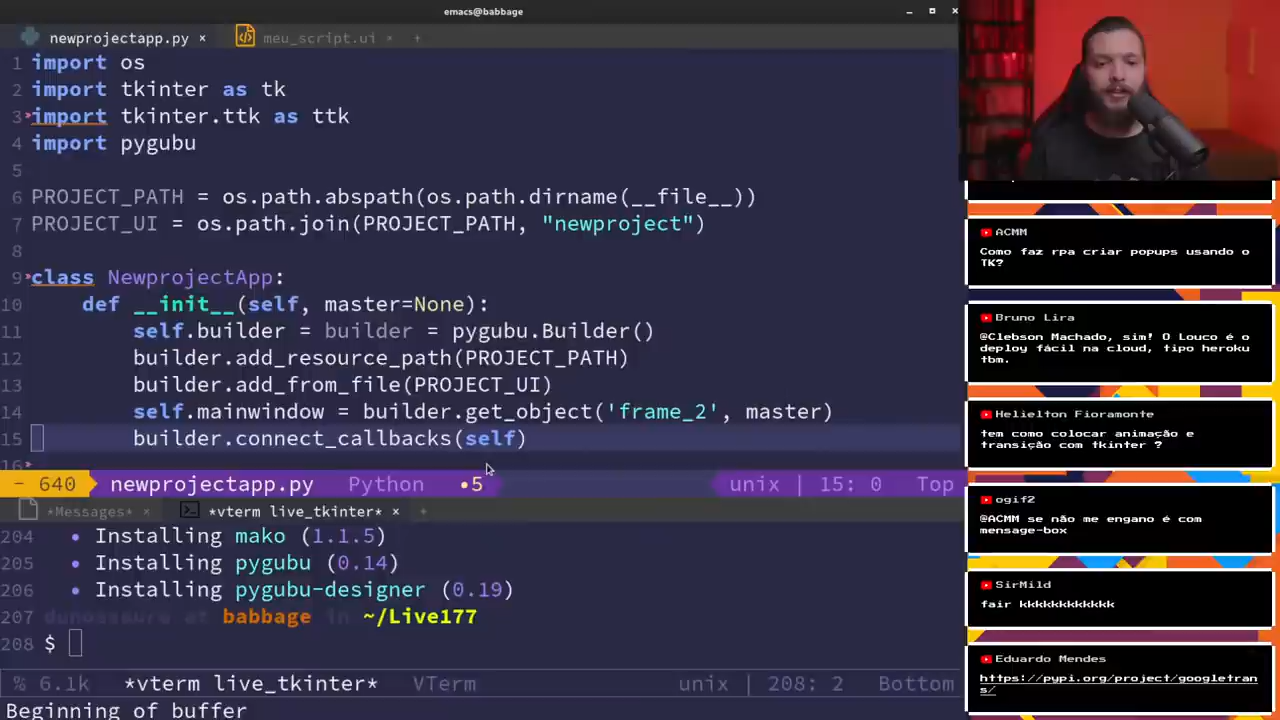 emacs@babbage
newprojectapp.py × meu_script.ui × +
1 import os
2 import tkinter as tk
3 import tkinter.ttk as ttk
4 import pygubu
5
6 PROJECT_PATH = os.path.abspath(os.path.dirname(__file__))
7 PROJECT_UI = os.path.join(PROJECT_PATH, "newproject")
8
9 class NewprojectApp:
10 def __init__(self, master=None):
11 self.builder = builder = pygubu.Builder()
12 builder.add_resource_path(PROJECT_PATH)
13 builder.add_from_file(PROJECT_UI)
14 self.mainwindow = builder.get_object('frame_2', master)
15 builder.connect_callbacks(self)
16
- 640 newprojectapp.py Python •5 unix | 15: 0 Top
*Messages* × *vterm live_tkinter* × +
204 • Installing mako (1.1.5)
205 • Installing pygubu (0.14)
206 • Installing pygubu-designer (0.19)
207 dunossauro at babbage in ~/Live177
208 $
% 6.1k *vterm live_tkinter* VTerm unix | 208: 2 Bottom
Beginning of buffer
ACMM
Como faz rpa criar popups usando o
TK?
Bruno Lira
@Clebson Machado, sim! O Louco é o
deploy fácil na cloud, tipo heroku
tbm.
Helielton Fioramonte
tem como colocar animação e
transição com tkinter ?
ogif2
@ACMM se não me engano é com
mensage-box
SirMild
fair kkkkkkkkkkkk
Eduardo Mendes
https://pypi.org/project/googletran
s/